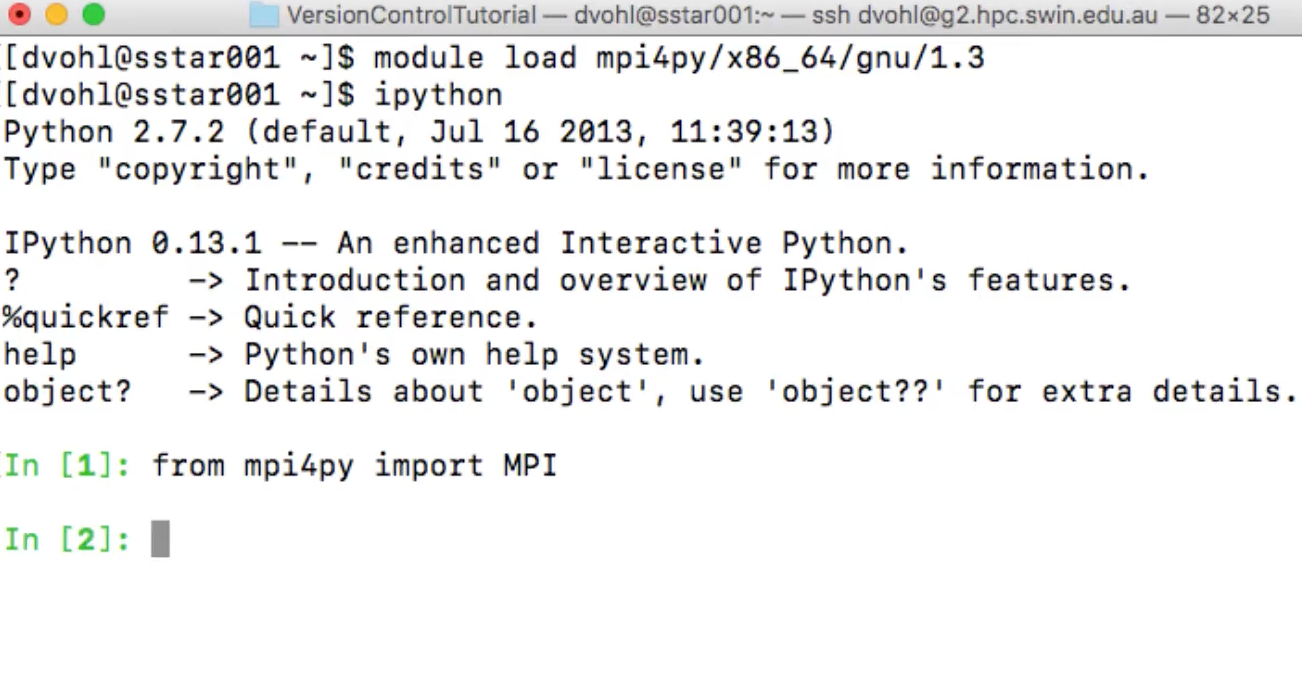 VersionControlTutorial — dvohl@sstar001:~ — ssh dvohl@g2.hpc.swin.edu.au — 82×25
[dvohl@sstar001 ~]$ module load mpi4py/x86_64/gnu/1.3
[dvohl@sstar001 ~]$ ipython
Python 2.7.2 (default, Jul 16 2013, 11:39:13)
Type "copyright", "credits" or "license" for more information.
IPython 0.13.1 -- An enhanced Interactive Python.
?         -> Introduction and overview of IPython's features.
%quickref -> Quick reference.
help      -> Python's own help system.
object?   -> Details about 'object', use 'object??' for extra details.
In [1]: from mpi4py import MPI
In [2]: